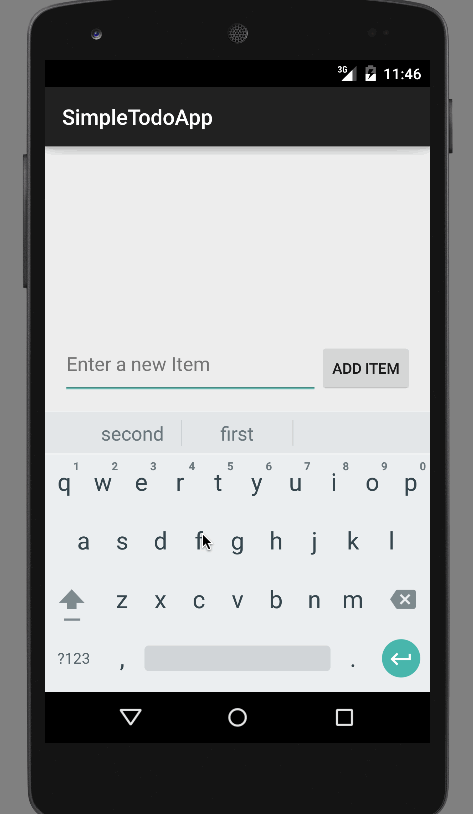 3G 11:46
SimpleTodoApp
Enter a new Item ADD ITEM
second first
1 2 3 4 5 6 7 8 9 0
q w e r t y u i o p
a s d f g h j k l
z x c v b n m
?123 , .